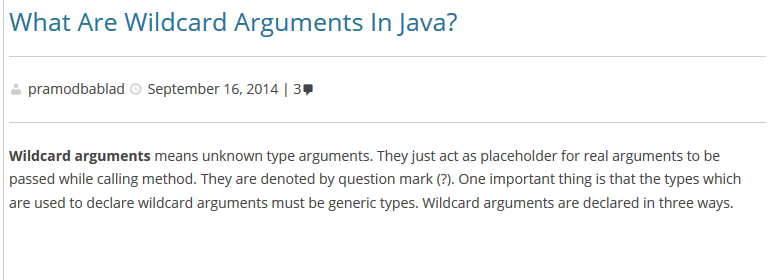 What Are Wildcard Arguments In Java?
pramodbablad September 16, 2014 | 3
Wildcard arguments means unknown type arguments. They just act as placeholder for real arguments to be
passed while calling method. They are denoted by question mark (?). One important thing is that the types which
are used to declare wildcard arguments must be generic types. Wildcard arguments are declared in three ways.